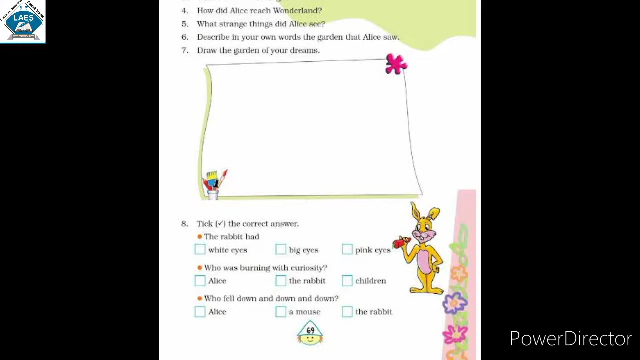 LAES
4. How did Alice reach Wonderland?
5. What strange things did Alice see?
6. Describe in your own words the garden that Alice saw.
7. Draw the garden of your dreams.
8. Tick (✓) the correct answer.
• The rabbit had
white eyes big eyes pink eyes
• Who was burning with curiosity?
Alice the rabbit children
• Who fell down and down and down?
Alice a mouse the rabbit
69
PowerDirector